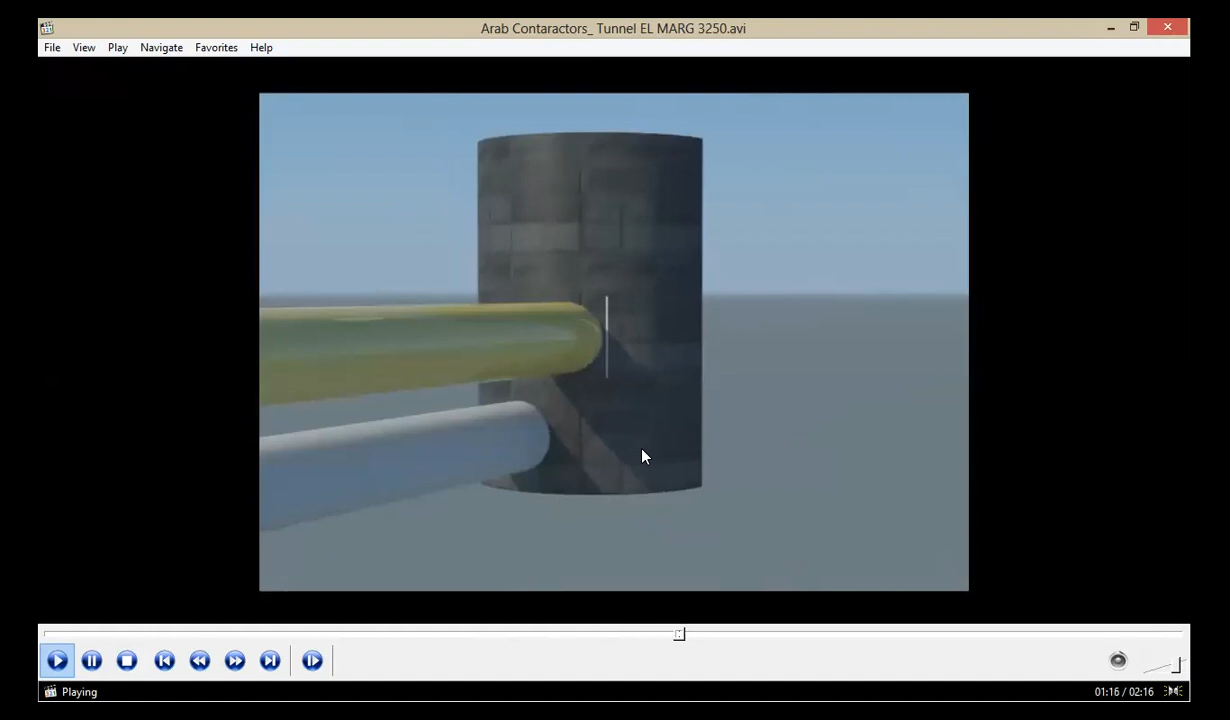 Arab Contaractors_ Tunnel EL MARG 3250.avi
File View Play Navigate Favorites Help
Playing
01:16 / 02:16